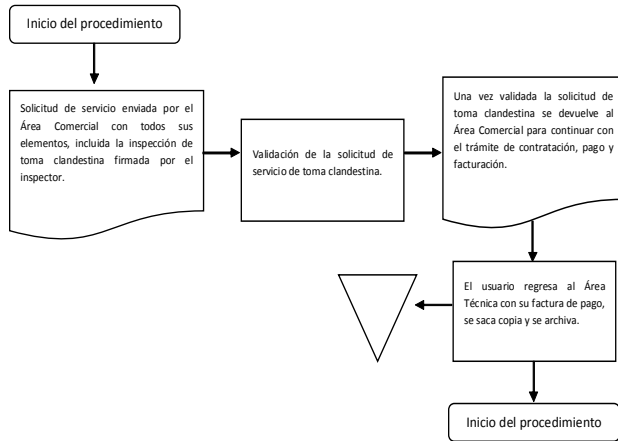 Inicio del procedimiento
Solicitud de servicio enviada por el
Área Comercial con todos sus
elementos, incluida la inspección de
toma clandestina firmada por el
inspector.
Validación de la solicitud de
servicio de toma clandestina.
Una vez validada la solicitud de
toma clandestina se devuelve al
Área Comercial para continuar con
el trámite de contratación, pago y
facturación.
El usuario regresa al Área
Técnica con su factura de pago,
se saca copia y se archiva.
Inicio del procedimiento